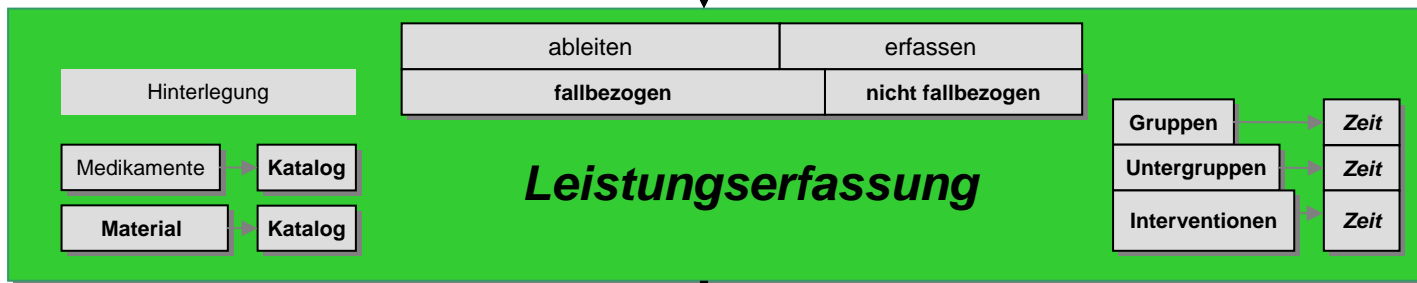 ableiten erfassen
Hinterlegung fallbezogen nicht fallbezogen
Gruppen Zeit
Medikamente Katalog Leistungserfassung Untergruppen Zeit
Material Katalog Interventionen Zeit